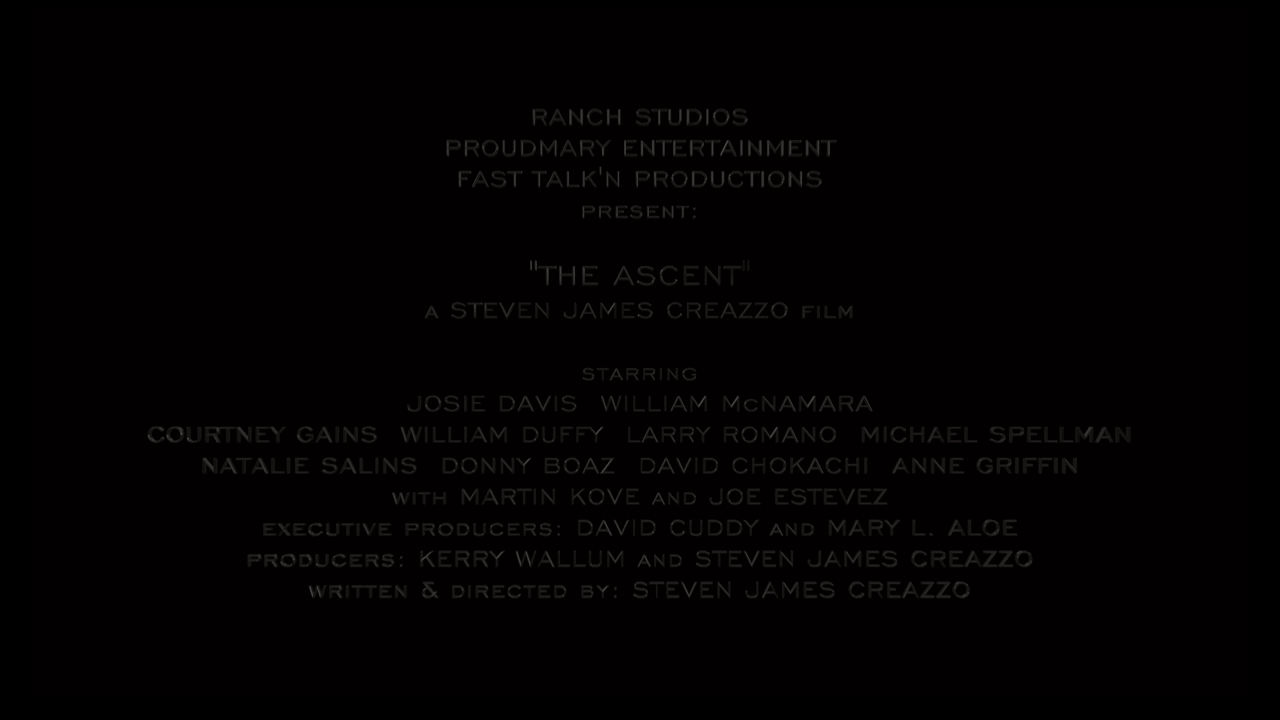 RANCH STUDIOS
PROUDMARY ENTERTAINMENT
FAST TALK'N PRODUCTIONS
PRESENT:
"THE ASCENT"
A STEVEN JAMES CREAZZO FILM
STARRING
JOSIE DAVIS WILLIAM McNAMARA
COURTNEY GAINS WILLIAM DUFFY LARRY ROMANO MICHAEL SPELLMAN
NATALIE SALINS DONNY BOAZ DAVID CHOKACHI ANNE GRIFFIN
WITH MARTIN KOVE AND JOE ESTEVEZ
EXECUTIVE PRODUCERS: DAVID CUDDY AND MARY L. ALOE
PRODUCERS: KERRY WALLUM AND STEVEN JAMES CREAZZO
WRITTEN & DIRECTED BY: STEVEN JAMES CREAZZO